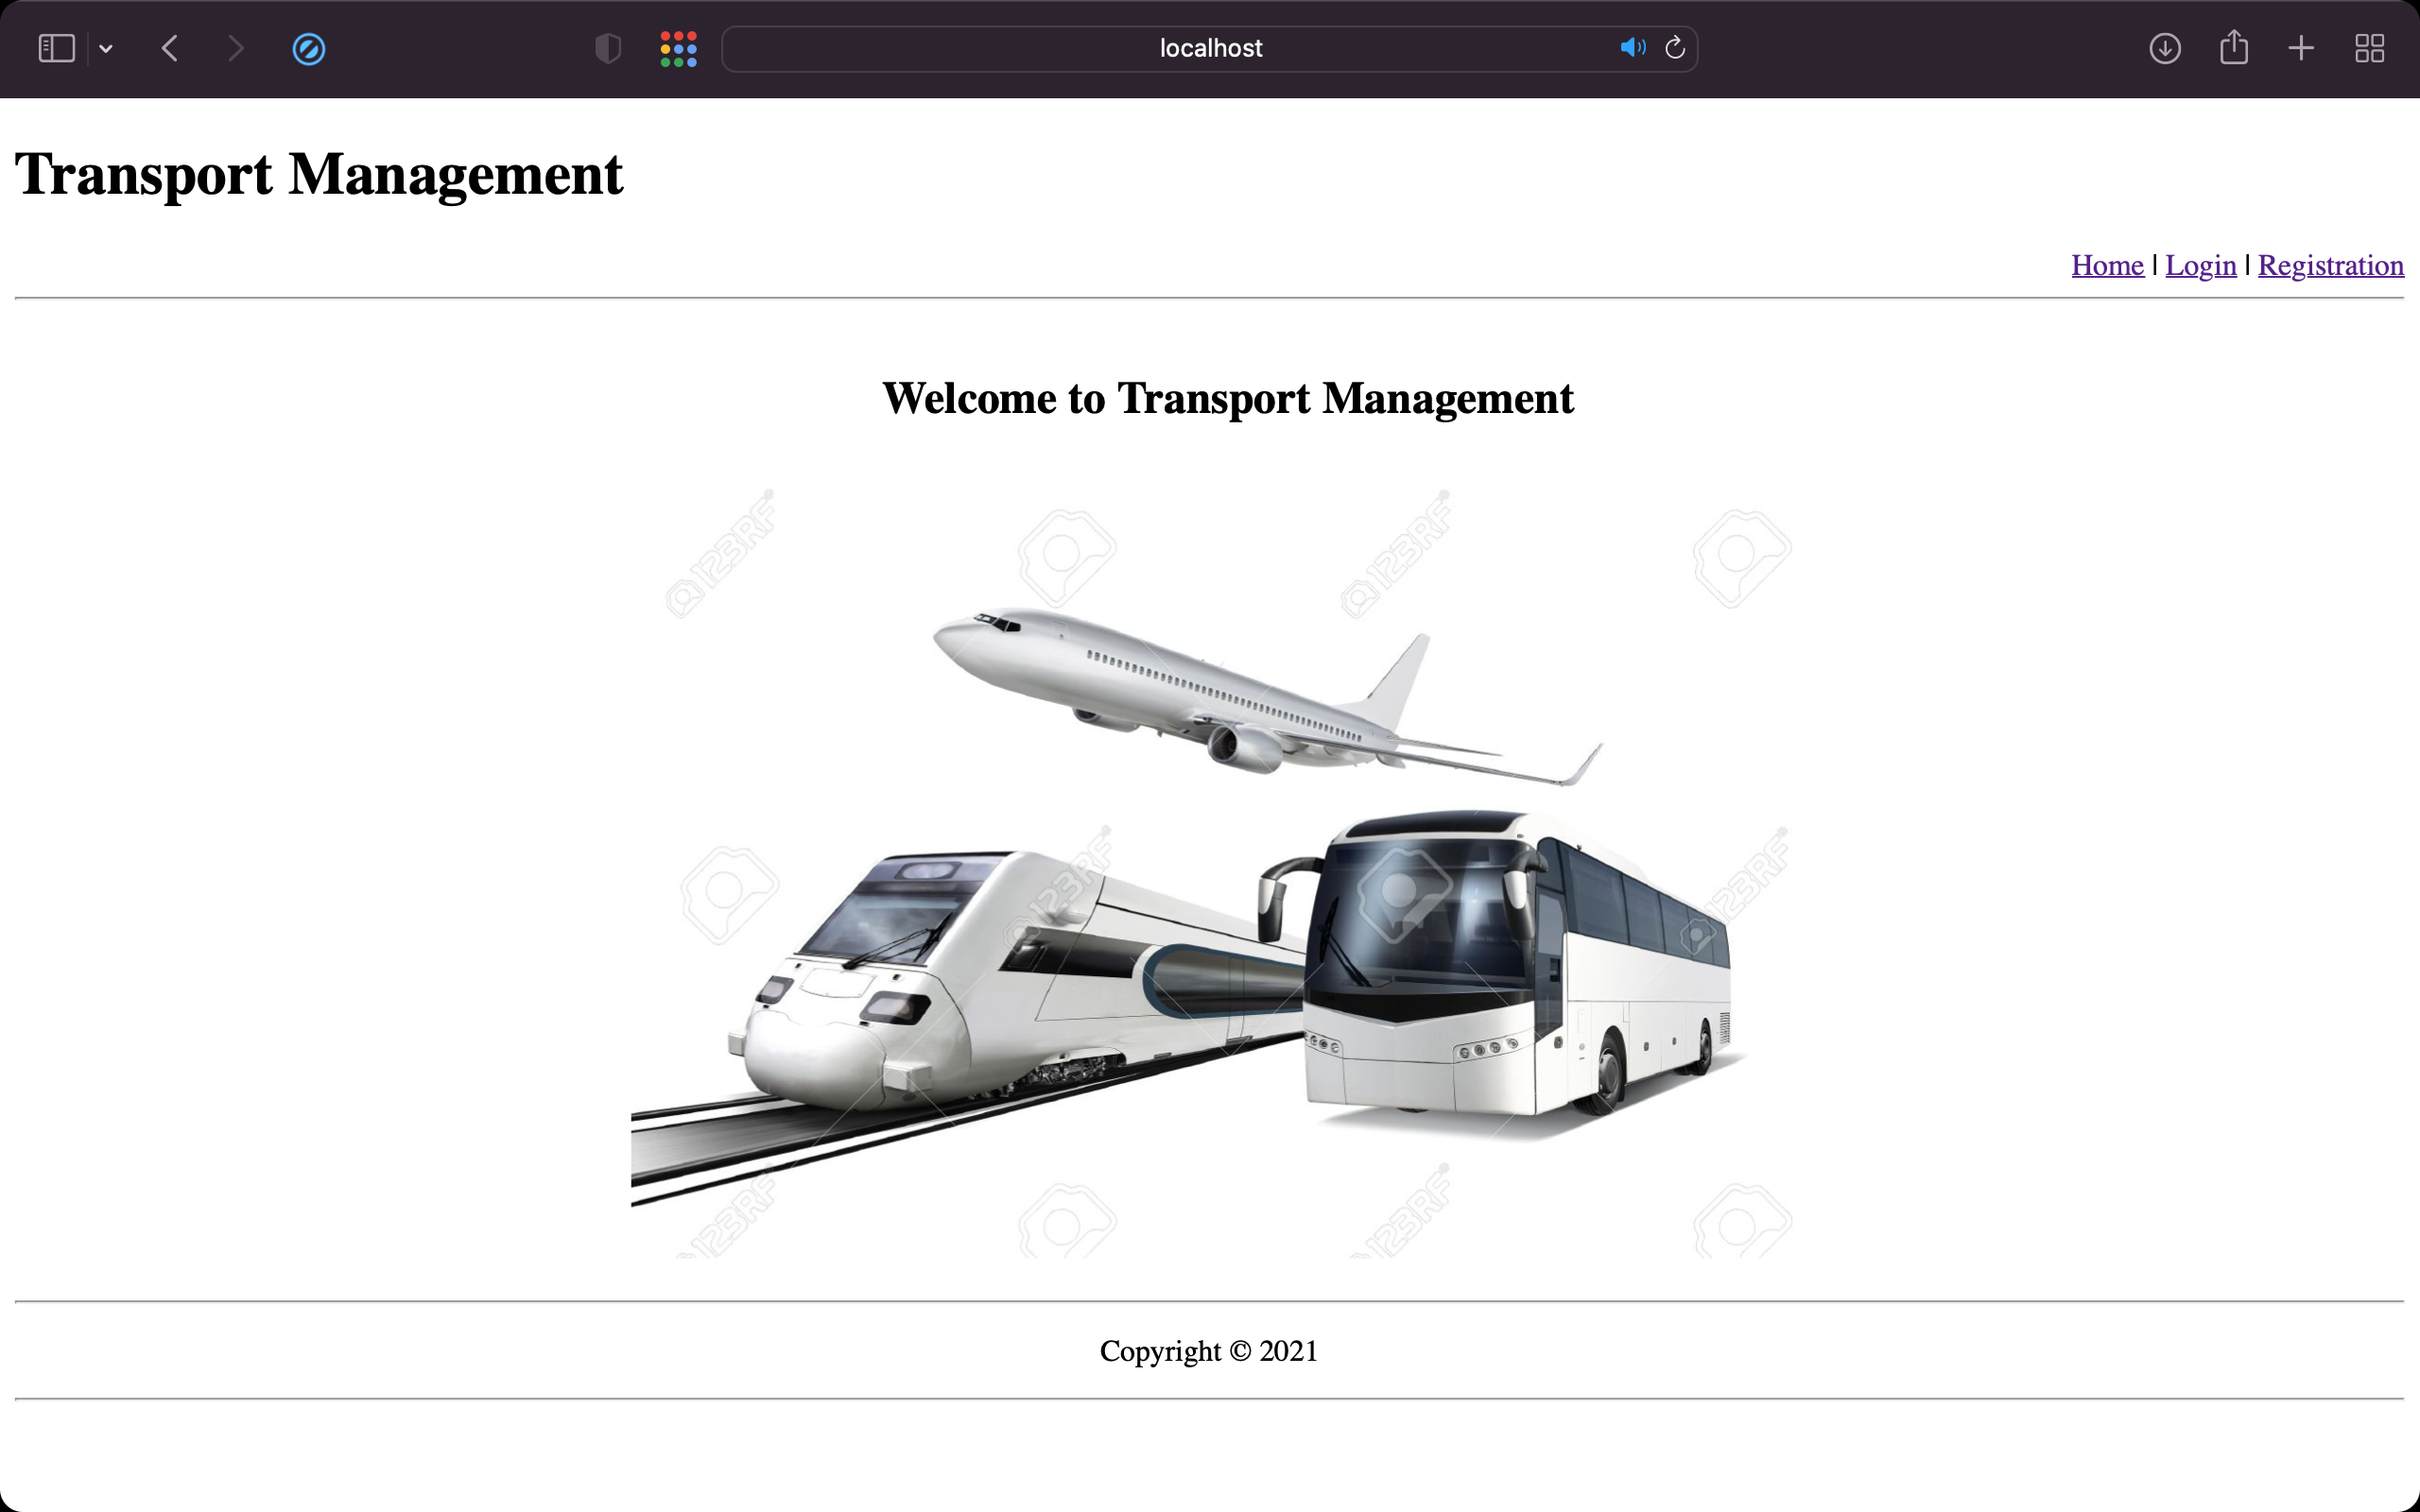 localhost
Transport Management
Home | Login | Registration
Welcome to Transport Management
@123RF
@123RF
@123RF
@123RF
@123RF
@123RF
Copyright © 2021